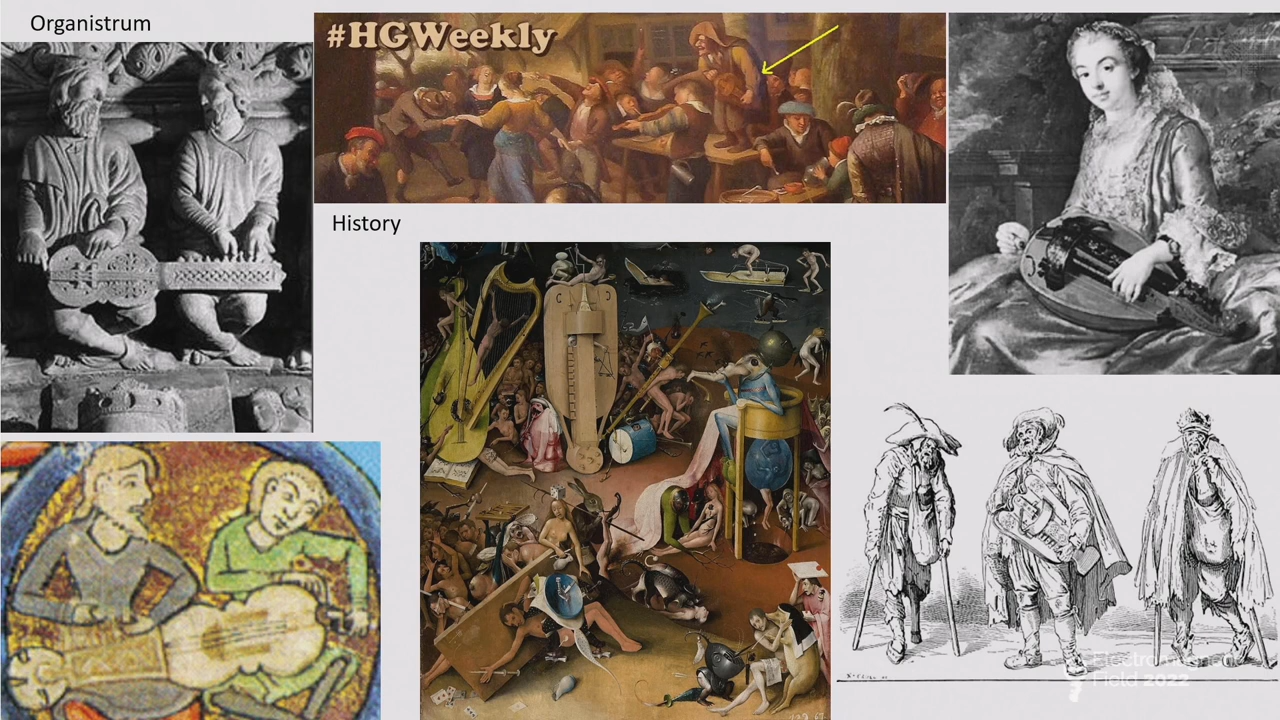 Organistrum
#HGWeekly
History
Electromagnetic
Field 2022